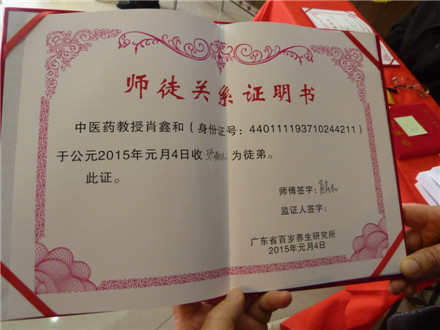 师徒关系证明书
中医药教授肖鑫和（身份证号：440111193710244211）
于公元2015年元月4日收 为徒弟。
此证。
师傅签字：
监证人签字：
广东省百岁养生研究所
2015年元月4日